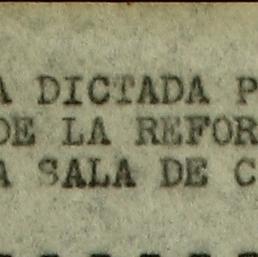 A DICTADA P
DE LA REFOR
A SALA DE C